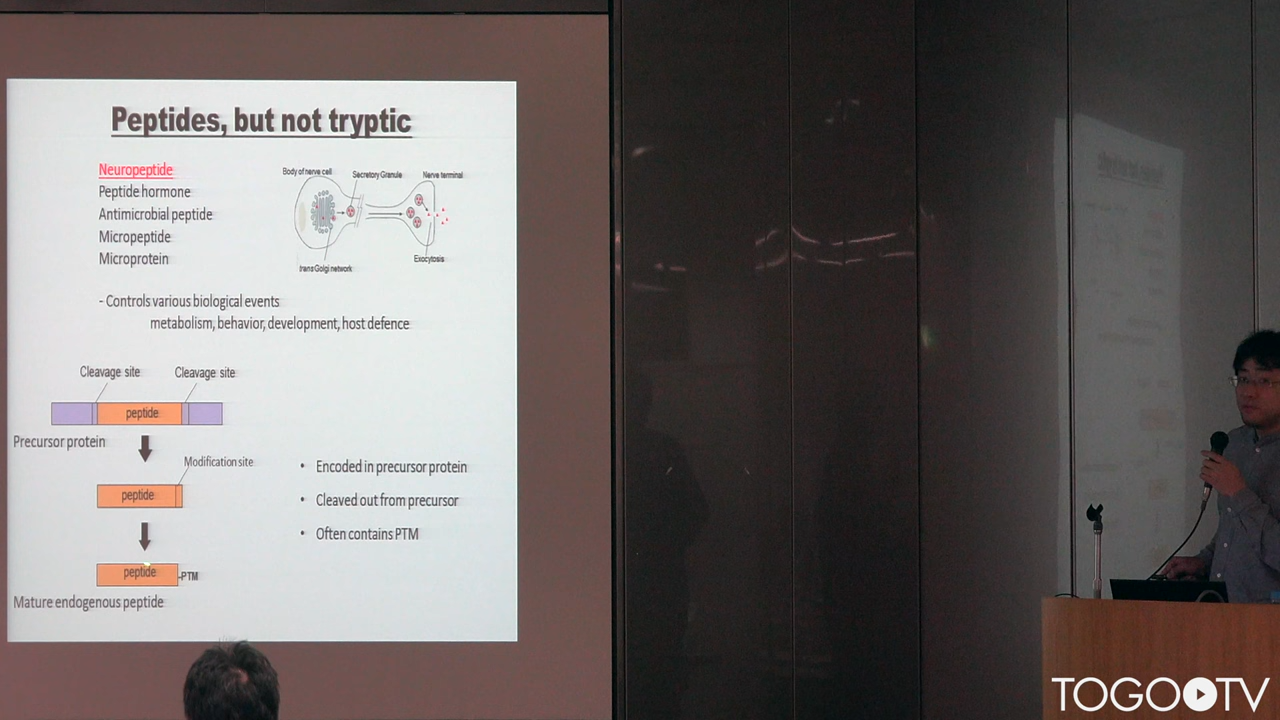 Peptides, but not tryptic
Neuropeptide
Peptide hormone
Antimicrobial peptide
Micropeptide
Microprotein
Body of nerve cell
Secretory Granule
Nerve terminal
trans Golgi network
Exocytosis
- Controls various biological events
metabolism, behavior, development, host defence
Cleavage site
Cleavage site
peptide
Precursor protein
Modification site
peptide
peptide
-PTM
Mature endogenous peptide
• Encoded in precursor protein
• Cleaved out from precursor
• Often contains PTM
TOGO TV